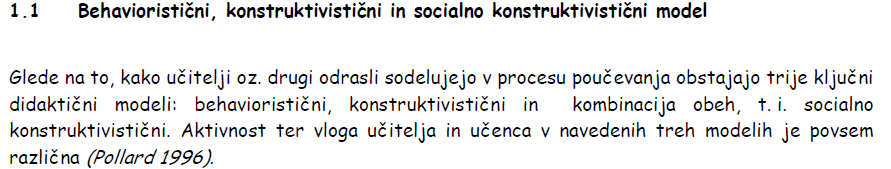 1.1 Behavioristični, konstruktivistični in socialno konstruktivistični model
Glede na to, kako učitelji oz. drugi odrasli sodelujejo v procesu poučevanja obstajajo trije ključni
didaktični modeli: behavioristični, konstruktivistični in kombinacija obeh, t. i. socialno
konstruktivistični. Aktivnost ter vloga učitelja in učenca v navedenih treh modelih je povsem
različna (Pollard 1996).